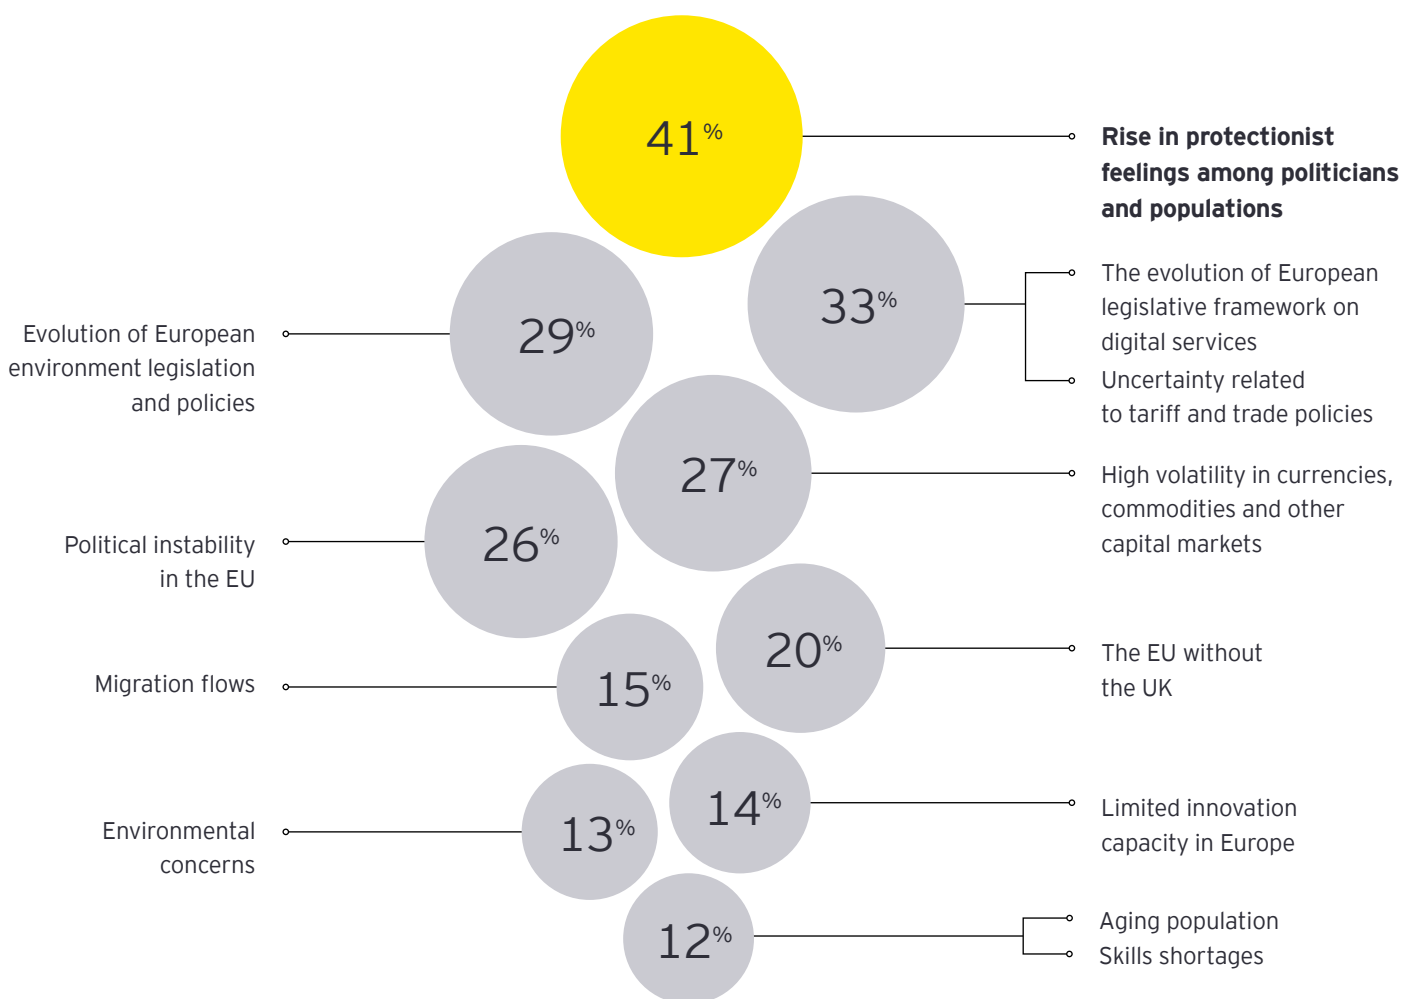 41%
Rise in protectionist
feelings among politicians
and populations
33%
The evolution of European
legislative framework on
digital services
Uncertainty related
to tariff and trade policies
29%
Evolution of European
environment legislation
and policies
27%
High volatility in currencies,
commodities and other
capital markets
26%
Political instability
in the EU
20%
The EU without
the UK
15%
Migration flows
14%
Limited innovation
capacity in Europe
13%
Environmental
concerns
12%
Aging population
Skills shortages